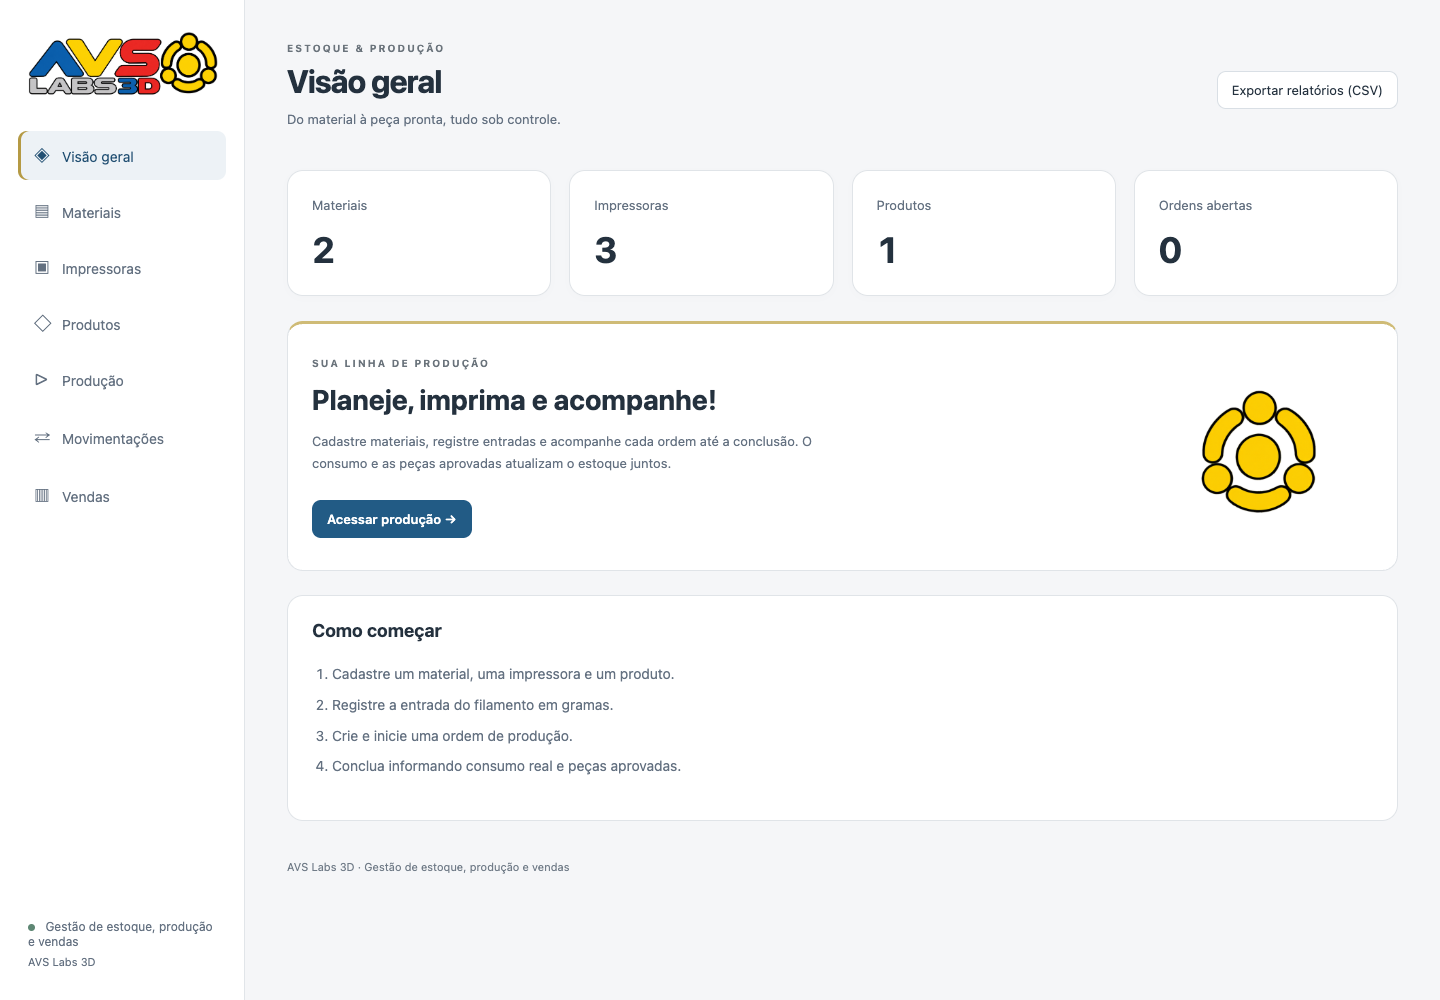 AVS
LABS3D
Visão geral
Materiais
Impressoras
Produtos
Produção
Movimentações
Vendas
Gestão de estoque, produção
e vendas
AVS Labs 3D
ESTOQUE & PRODUÇÃO
Visão geral
Do material à peça pronta, tudo sob controle.
Exportar relatórios (CSV)
Materiais
2
Impressoras
3
Produtos
1
Ordens abertas
0
SUA LINHA DE PRODUÇÃO
Planeje, imprima e acompanhe!
Cadastre materiais, registre entradas e acompanhe cada ordem até a conclusão. O
consumo e as peças aprovadas atualizam o estoque juntos.
Acessar produção →
Como começar
1. Cadastre um material, uma impressora e um produto.
2. Registre a entrada do filamento em gramas.
3. Crie e inicie uma ordem de produção.
4. Conclua informando consumo real e peças aprovadas.
AVS Labs 3D · Gestão de estoque, produção e vendas